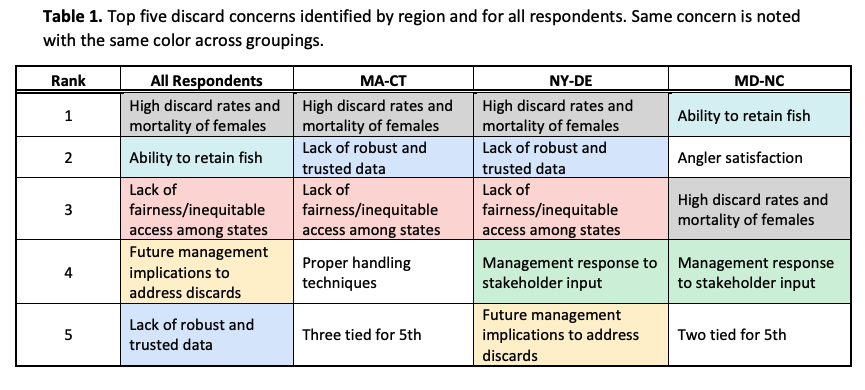 Table 1. Top five discard concerns identified by region and for all respondents. Same concern is noted
with the same color across groupings.
Rank All Respondents MA-CT NY-DE MD-NC
1
High discard rates and
mortality of females
High discard rates and
mortality of females
High discard rates and
mortality of females
Ability to retain fish
2
Ability to retain fish
Lack of robust and
trusted data
Lack of robust and
trusted data
Angler satisfaction
3
Lack of
fairness/inequitable
access among states
Lack of
fairness/inequitable
access among states
Lack of
fairness/inequitable
access among states
High discard rates and
mortality of females
4
Future management
implications to
address discards
Proper handling
techniques
Management response to
stakeholder input
Management response
to stakeholder input
5
Lack of robust and
trusted data
Three tied for 5th
Future management
implications to address
discards
Two tied for 5th